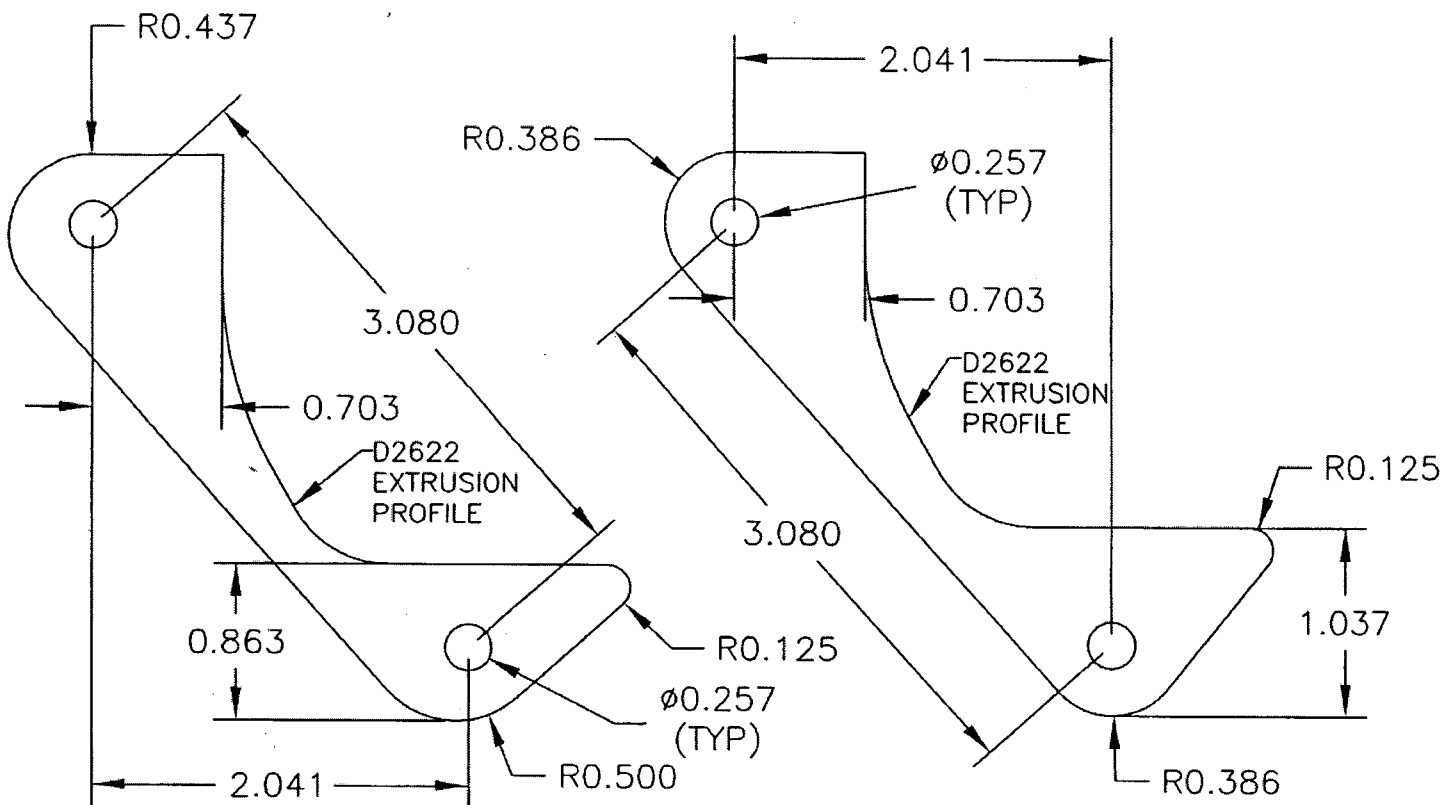 R0.437
3.080
0.703
D2622
EXTRUSION
PROFILE
0.863
R0.125
ø0.257
(TYP)
R0.500
2.041
2.041
R0.386
ø0.257
(TYP)
0.703
D2622
EXTRUSION
PROFILE
R0.125
3.080
1.037
R0.386